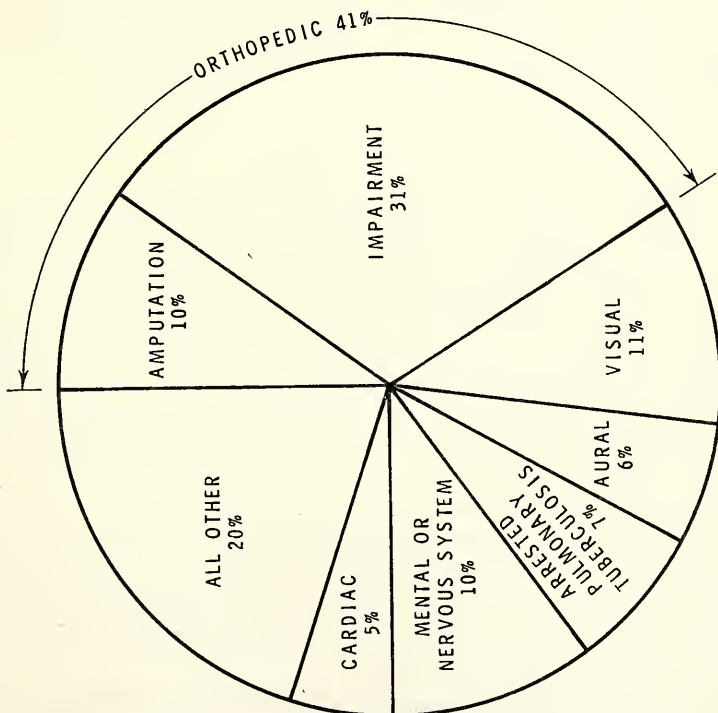 ORTHOPEDIC 41%
IMPAIRMENT
31%
AMPUTATION
10%
VISUAL
11%
AURAL
6%
ARRESTED
PULMONARY
TUBERCULOSIS
7%
MENTAL OR
NERVOUS SYSTEM
10%
CARDIAC
5%
ALL OTHER
20%